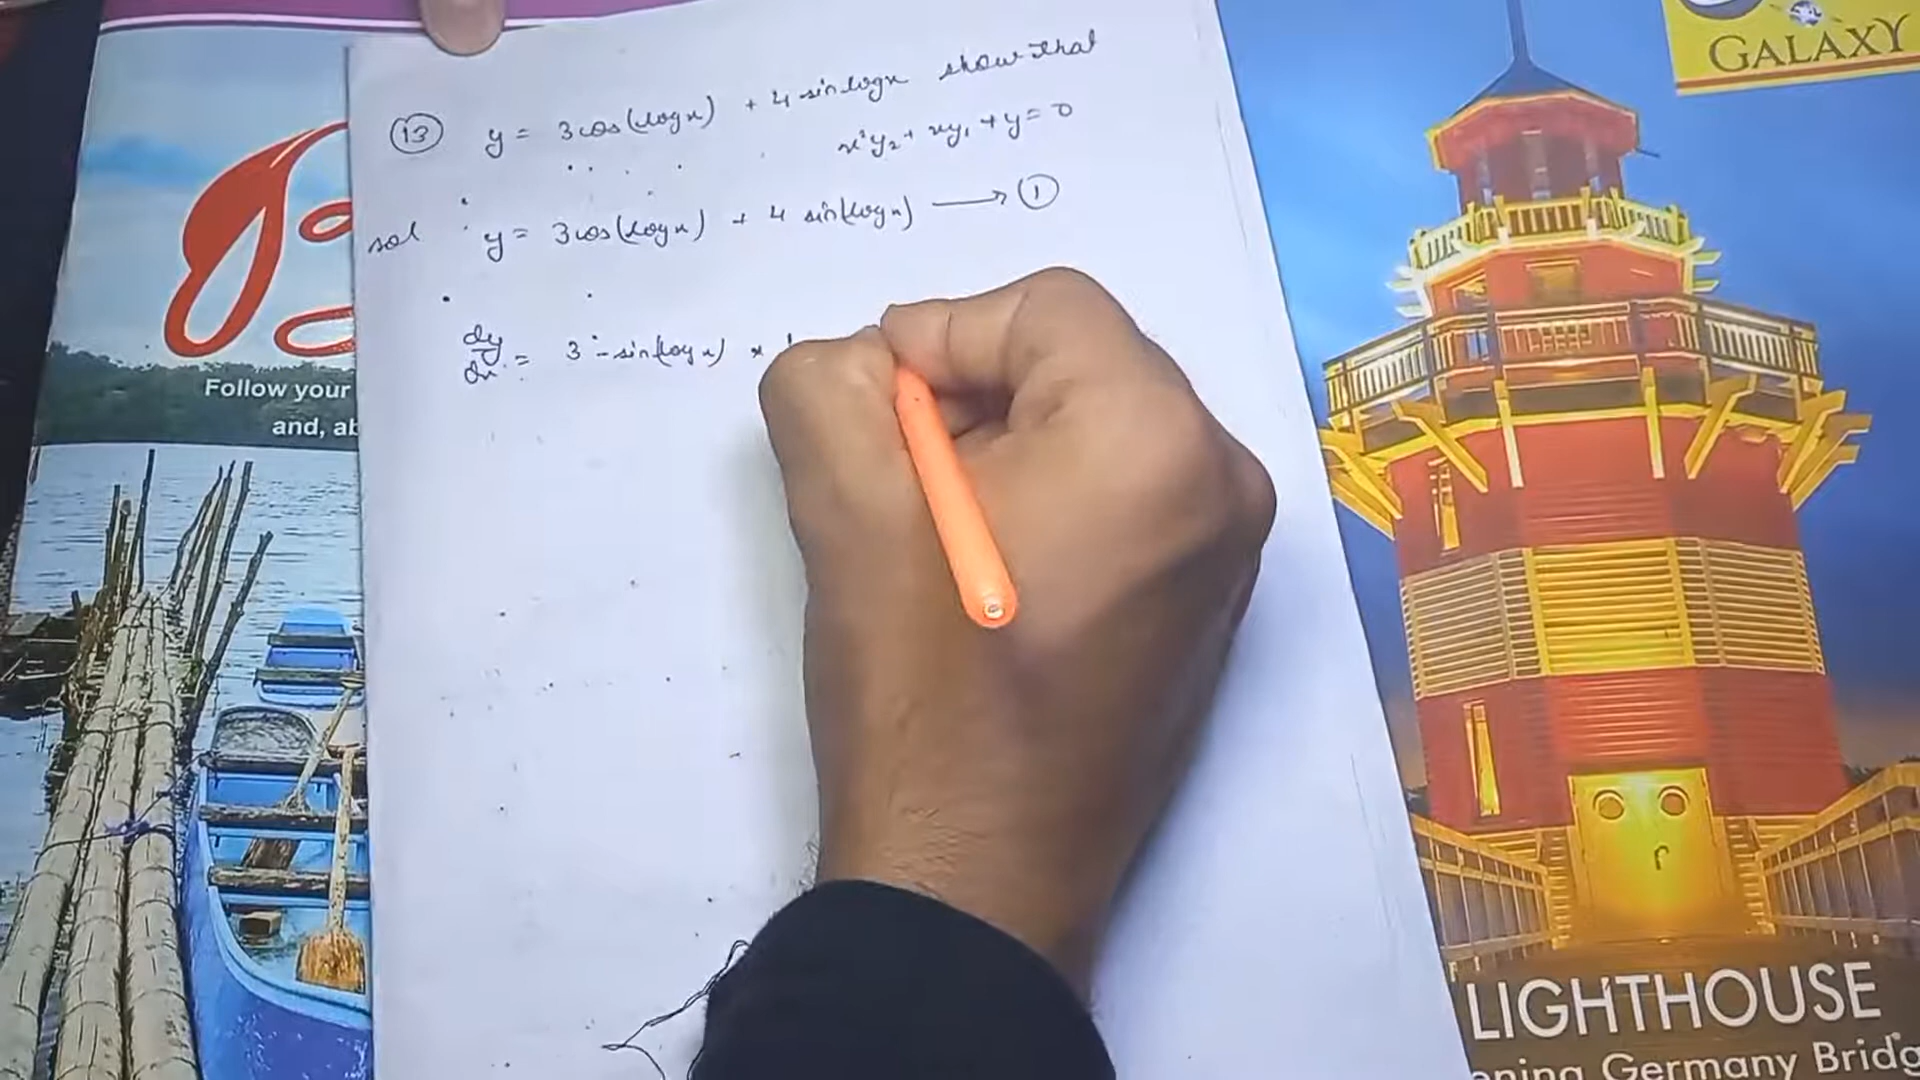 GALAXY
(13) y = 3cos(logx) + 4 sinlogx show that
x²y₂ + xy₁ + y = 0
sol y = 3cos(logx) + 4 sin(logx) → (1)
dy/dx = 3 -sin(logx) ×
Follow your
and, ab
LIGHTHOUSE
ening Germany Bridg